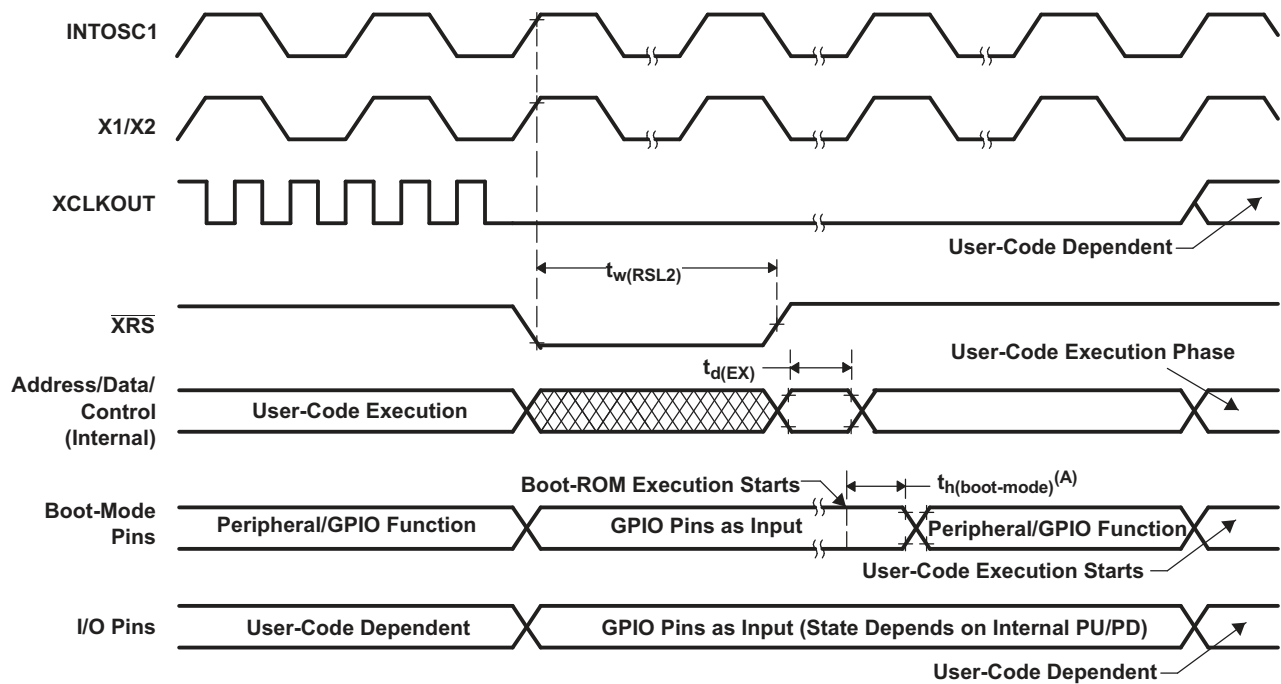 INTOSC1
X1/X2
XCLKOUT
User-Code Dependent
tw(RSL2)
XRS
User-Code Execution Phase
td(EX)
Address/Data/
Control
(Internal)
User-Code Execution
Boot-ROM Execution Starts
th(boot-mode)(A)
Boot-Mode
Pins
Peripheral/GPIO Function
GPIO Pins as Input
Peripheral/GPIO Function
User-Code Execution Starts
I/O Pins
User-Code Dependent
GPIO Pins as Input (State Depends on Internal PU/PD)
User-Code Dependent